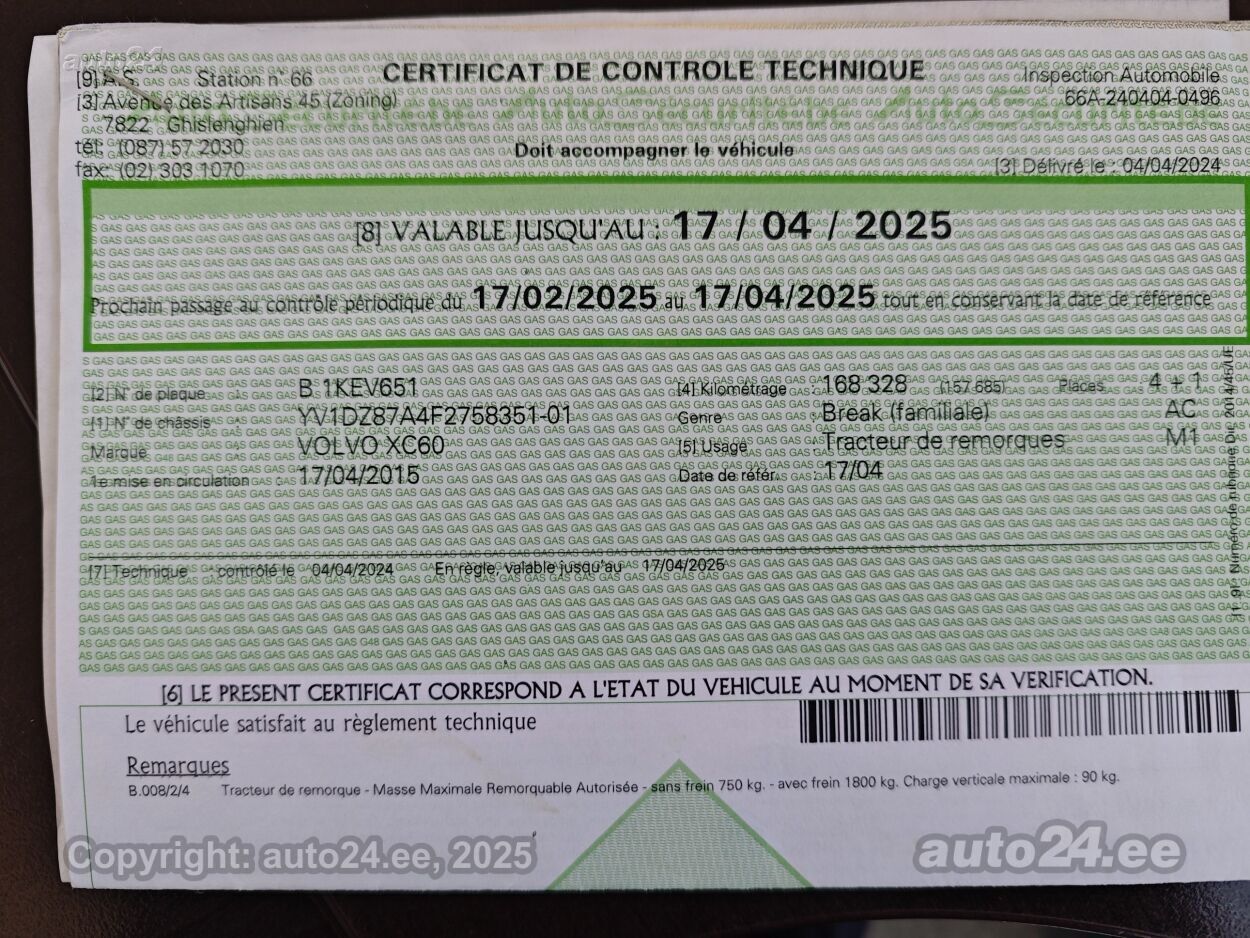 auto24
[9] A.S. Station n° 66
CERTIFICAT DE CONTROLE TECHNIQUE
Inspection Automobile
[3] Avenue des Artisans 45 (Zoning)
66A-240404-0496
7822 Ghislenghien
tél: (087) 57 2030
Doit accompagner le véhicule
fax: (02) 303 1070
[3] Délivré le : 04/04/2024
[8] VALABLE JUSQU'AU : 17 / 04 / 2025
Prochain passage au contrôle périodique du 17/02/2025 au 17/04/2025 tout en conservant la date de référence
[2] N° de plaque : B 1KEV651
[4] Kilométrage : 168 328 (157.685) Places 4 + 1
[1] N° de châssis : YV1DZ87A4F2758351-01
Genre : Break (familiale) AC
Marque VOLVO XC60
[5] Usage : Tracteur de remorques M1
1e mise en circulation : 17/04/2015
Date de référ. : 17/04
[7] Technique contrôlé le 04/04/2024 En règle, valable jusqu'au 17/04/2025
Numéro de rubrique Dir. 2014/45/UE
[6] LE PRESENT CERTIFICAT CORRESPOND A L'ETAT DU VEHICULE AU MOMENT DE SA VERIFICATION.
Le véhicule satisfait au règlement technique
Remarques
B.008/2/4 Tracteur de remorque - Masse Maximale Remorquable Autorisée - sans frein 750 kg. - avec frein 1800 kg. Charge verticale maximale : 90 kg.
Copyright: auto24.ee, 2025
auto24.ee